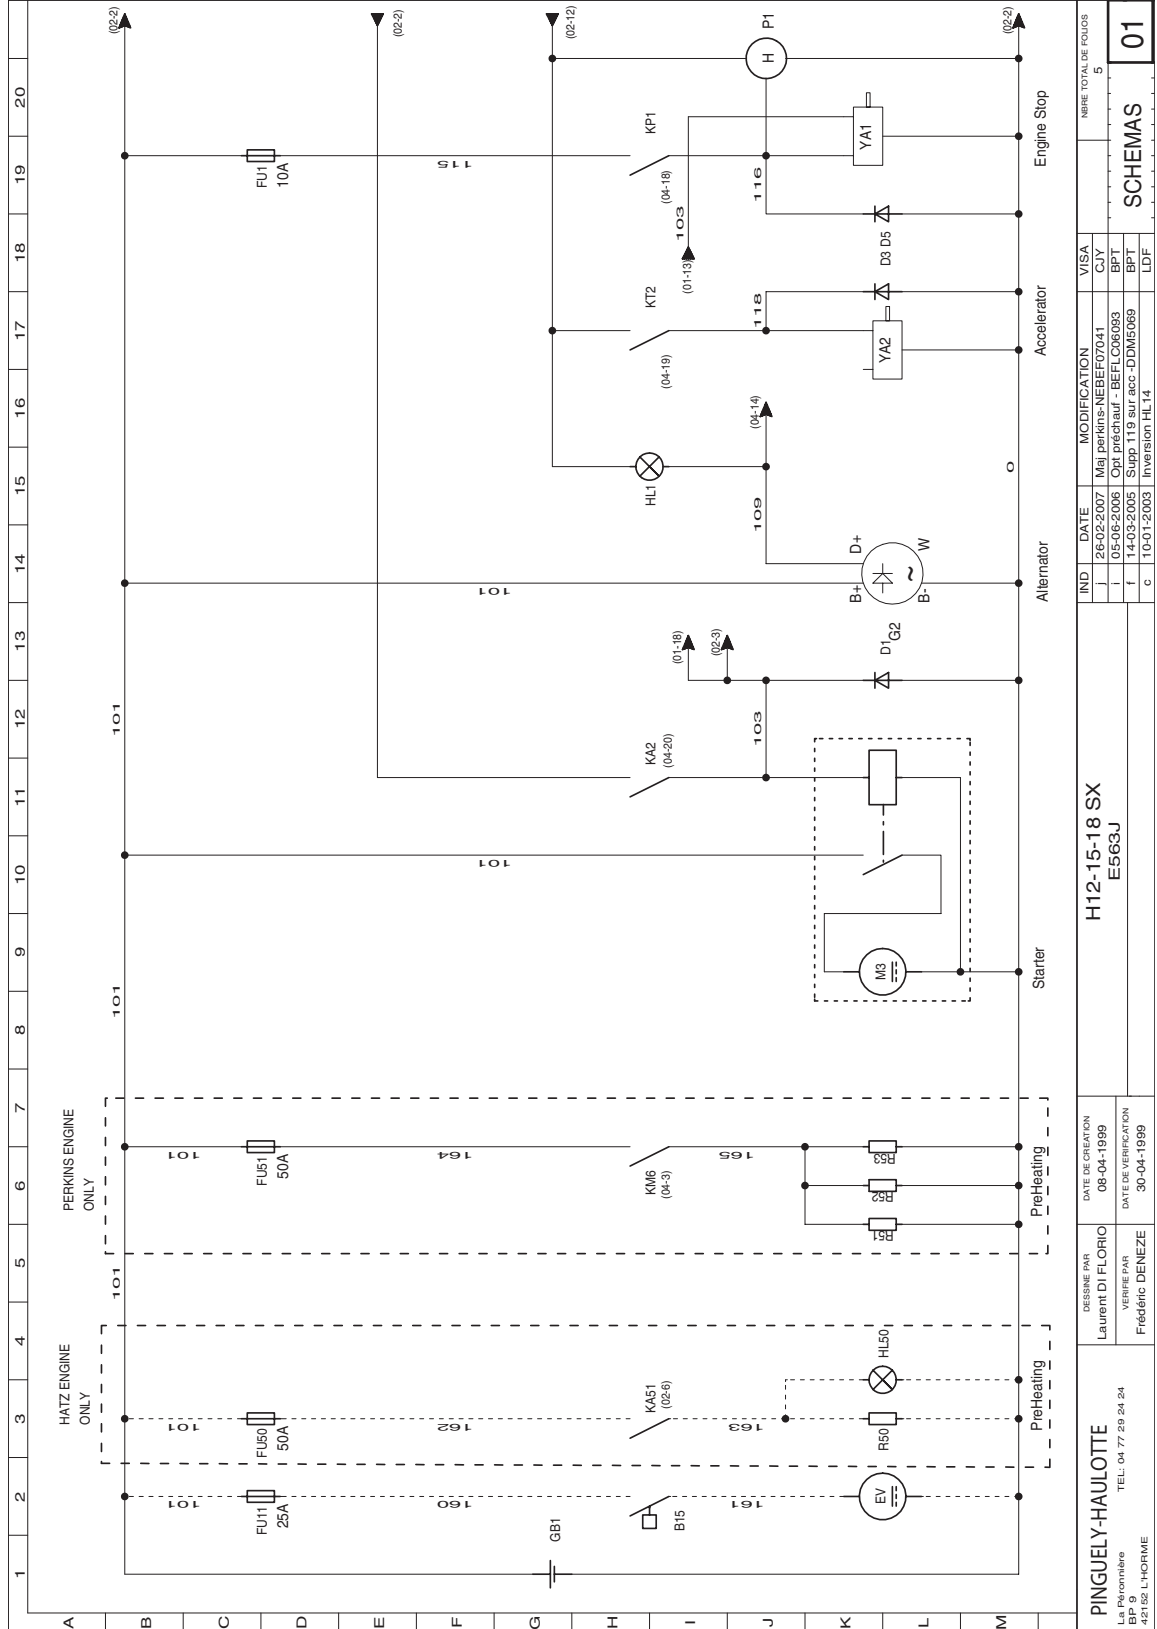 1 2 3 4 5 6 7 8 9 10 11 12 13 14 15 16 17 18 19 20
A
B
C
D
E
F
G
H
I
J
K
L
M
HATZ ENGINE
ONLY
PERKINS ENGINE
ONLY
(02-2)
(02-2)
(02-12)
(02-2)
101
101
101
GB1
101
FU11
25A
160
B15
161
EV
101
FU50
50A
162
KA51
(02-6)
163
R50
HL50
PreHeating
101
FU51
50A
164
KM6
(04-3)
165
R51
R52
R53
PreHeating
M3
Starter
101
KA2
(04-20)
103
(01-18)
(02-3)
D1
G2
101
B+
D+
B-
W
~
Alternator
109
HL1
(04-14)
0
KT2
(04-19)
118
YA2
Accelerator
D3 D5
(01-13)
103
FU1
10A
115
KP1
(04-18)
116
YA1
Engine Stop
H
P1
PINGUELY-HAULOTTE
La Péronnière
BP 9
42152 L'HORME
TEL: 04 77 29 24 24
DESSINE PAR
Laurent DI FLORIO
VERIFIE PAR
Frédéric DENEZE
DATE DE CREATION
08-04-1999
DATE DE VERIFICATION
30-04-1999
H12-15-18 SX
E563J
IND DATE MODIFICATION VISA
j 26-02-2007 Maj perkins-NEBEF07041 CJY
i 05-06-2006 Opt préchauf - BEFLC06093 BPT
f 14-03-2005 Supp 119 sur acc -DDM5069 BPT
c 10-01-2003 Inversion HL14 LDF
NBRE TOTAL DE FOLIOS
5
SCHEMAS
01